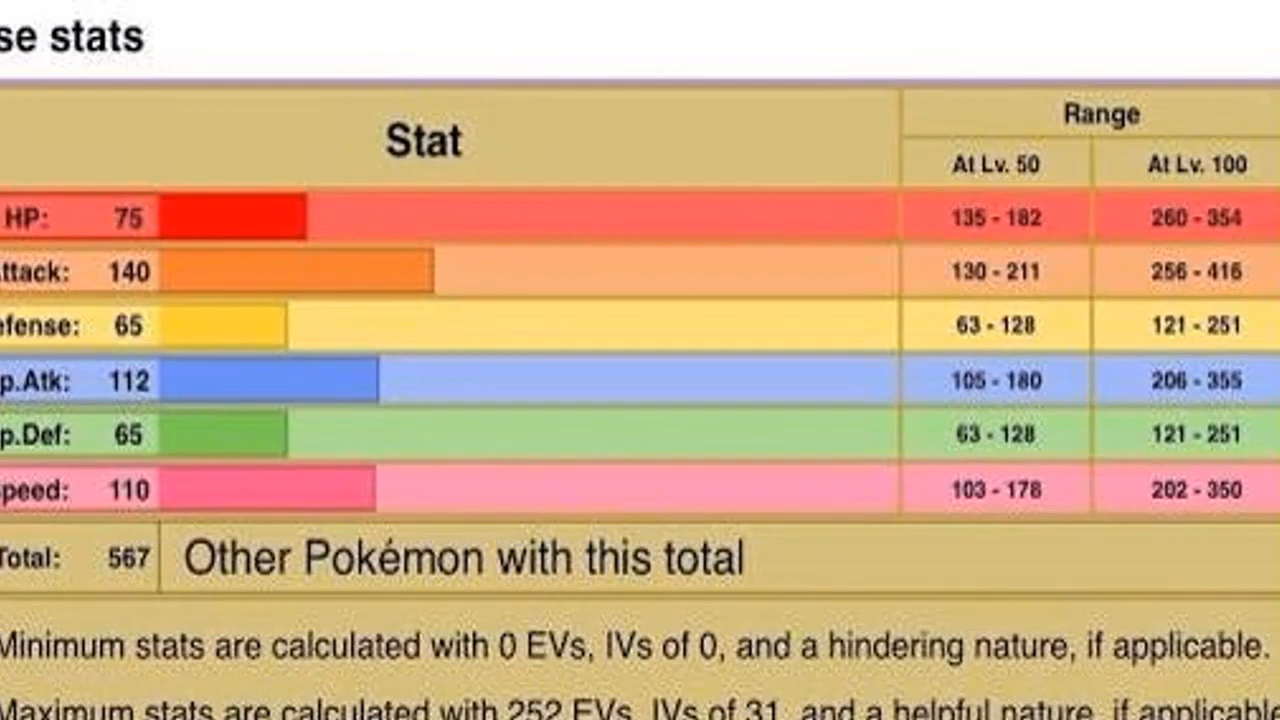 se stats
Stat
Range
At Lv. 50 At Lv. 100
HP: 75 135 - 182 260 - 354
ttack: 140 130 - 211 256 - 416
efense: 65 63 - 128 121 - 251
p.Atk: 112 105 - 180 206 - 355
p.Def: 65 63 - 128 121 - 251
peed: 110 103 - 178 202 - 350
Total: 567 Other Pokémon with this total
Minimum stats are calculated with 0 EVs, IVs of 0, and a hindering nature, if applicable.
Maximum stats are calculated with 252 EVs, IVs of 31, and a helpful nature, if applicable